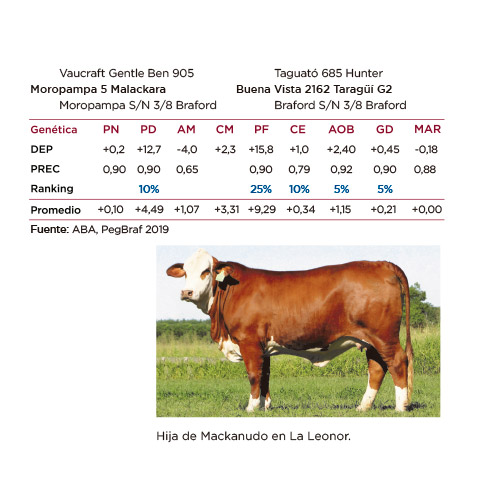 Vaucraft Gentle Ben 905 Taguató 685 Hunter
Moropampa 5 Malackara Buena Vista 2162 Taragüí G2
Moropampa S/N 3/8 Braford Braford S/N 3/8 Braford
Genética PN PD AM CM PF CE AOB GD MAR
DEP +0,2 +12,7 -4,0 +2,3 +15,8 +1,0 +2,40 +0,45 -0,18
PREC 0,90 0,90 0,65 0,90 0,79 0,92 0,90 0,88
Ranking 10% 25% 10% 5% 5%
Promedio +0,10 +4,49 +1,07 +3,31 +9,29 +0,34 +1,15 +0,21 +0,00
Fuente: ABA, PegBraf 2019
Hija de Mackanudo en La Leonor.